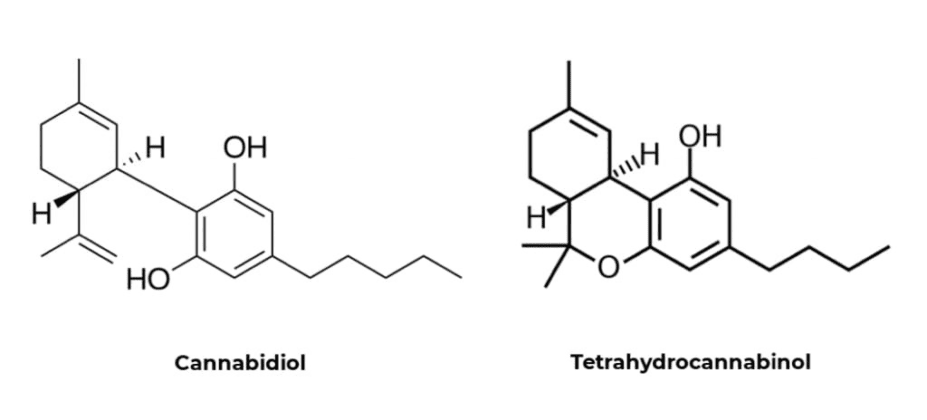 H
OH
H
HO
Cannabidiol
H
OH
H
O
Tetrahydrocannabinol